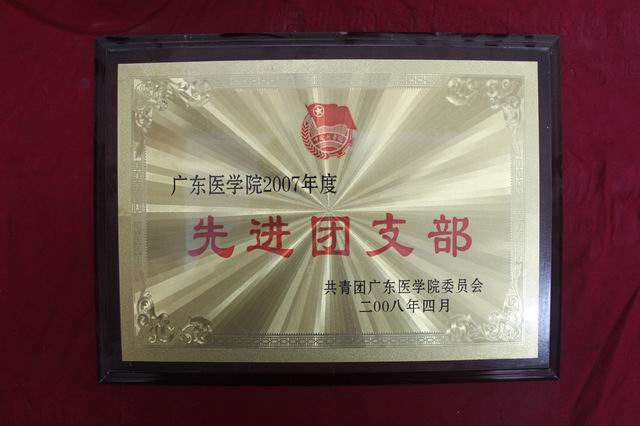 广东医学院2007年度
先进团支部
共青团广东医学院委员会
二00八年四月